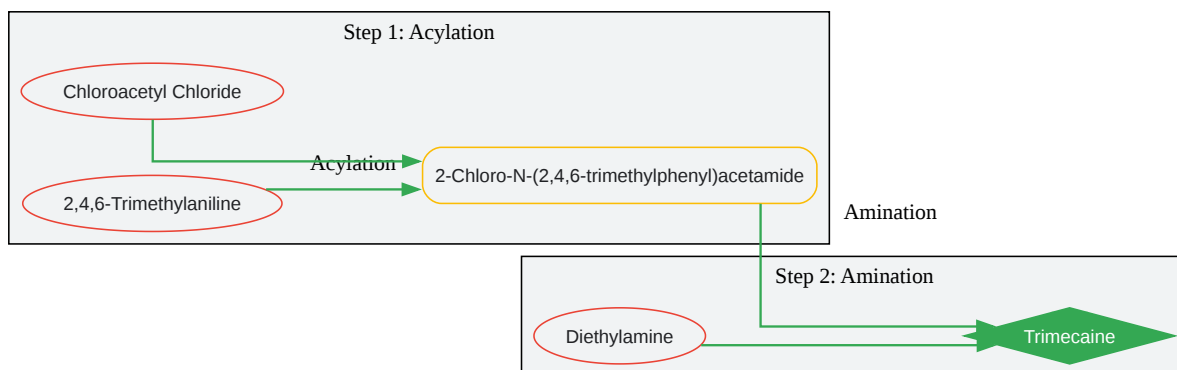 Step 1: Acylation
Chloroacetyl Chloride
Acylation
2-Chloro-N-(2,4,6-trimethylphenyl)acetamide
2,4,6-Trimethylaniline
Amination
Step 2: Amination
Diethylamine
Trimecaine